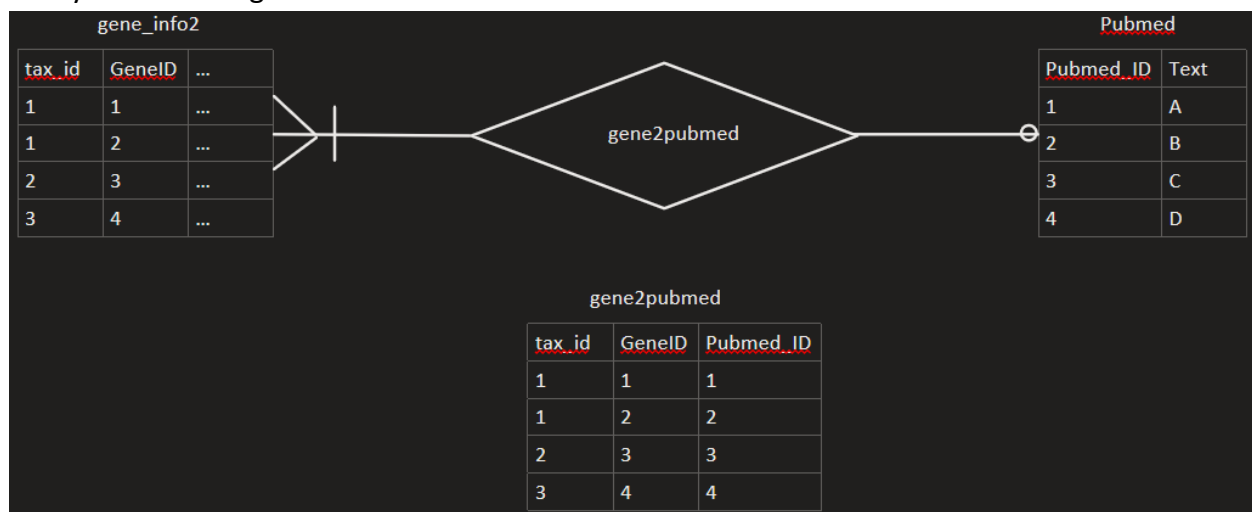 gene_info2
Pubmed
tax_id GeneID ...
1 1 ...
1 2 ...
2 3 ...
3 4 ...
gene2pubmed
Pubmed_ID Text
1 A
2 B
3 C
4 D
gene2pubmed
tax_id GeneID Pubmed_ID
1 1 1
1 2 2
2 3 3
3 4 4